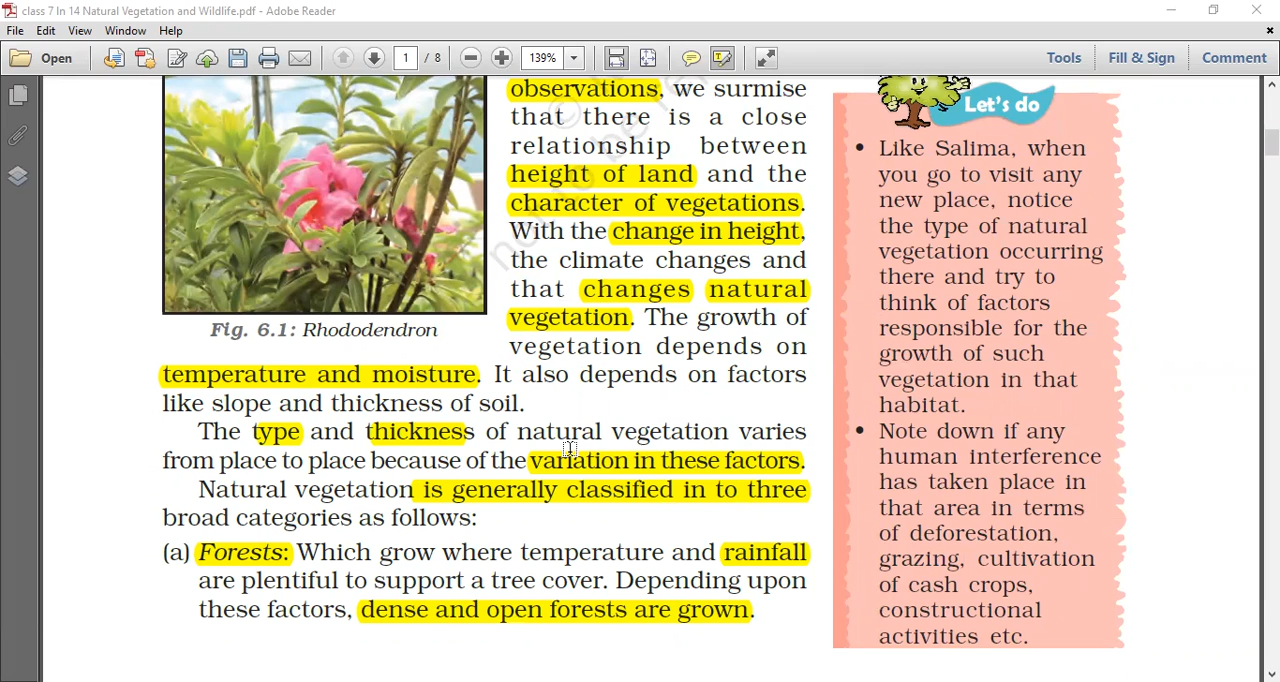 class 7 In 14 Natural Vegetation and Wildlife.pdf - Adobe Reader
File Edit View Window Help
Open
1 / 8
139%
Tools
Fill & Sign
Comment
observations, we surmise
that there is a close
relationship between
height of land and the
character of vegetations.
With the change in height,
the climate changes and
that changes natural
vegetation. The growth of
vegetation depends on
Fig. 6.1: Rhododendron
temperature and moisture. It also depends on factors
like slope and thickness of soil.
The type and thickness of natural vegetation varies
from place to place because of the variation in these factors.
Natural vegetation is generally classified in to three
broad categories as follows:
(a) Forests: Which grow where temperature and rainfall
are plentiful to support a tree cover. Depending upon
these factors, dense and open forests are grown.
Let's do
• Like Salima, when
you go to visit any
new place, notice
the type of natural
vegetation occurring
there and try to
think of factors
responsible for the
growth of such
vegetation in that
habitat.
• Note down if any
human interference
has taken place in
that area in terms
of deforestation,
grazing, cultivation
of cash crops,
constructional
activities etc.
not to be